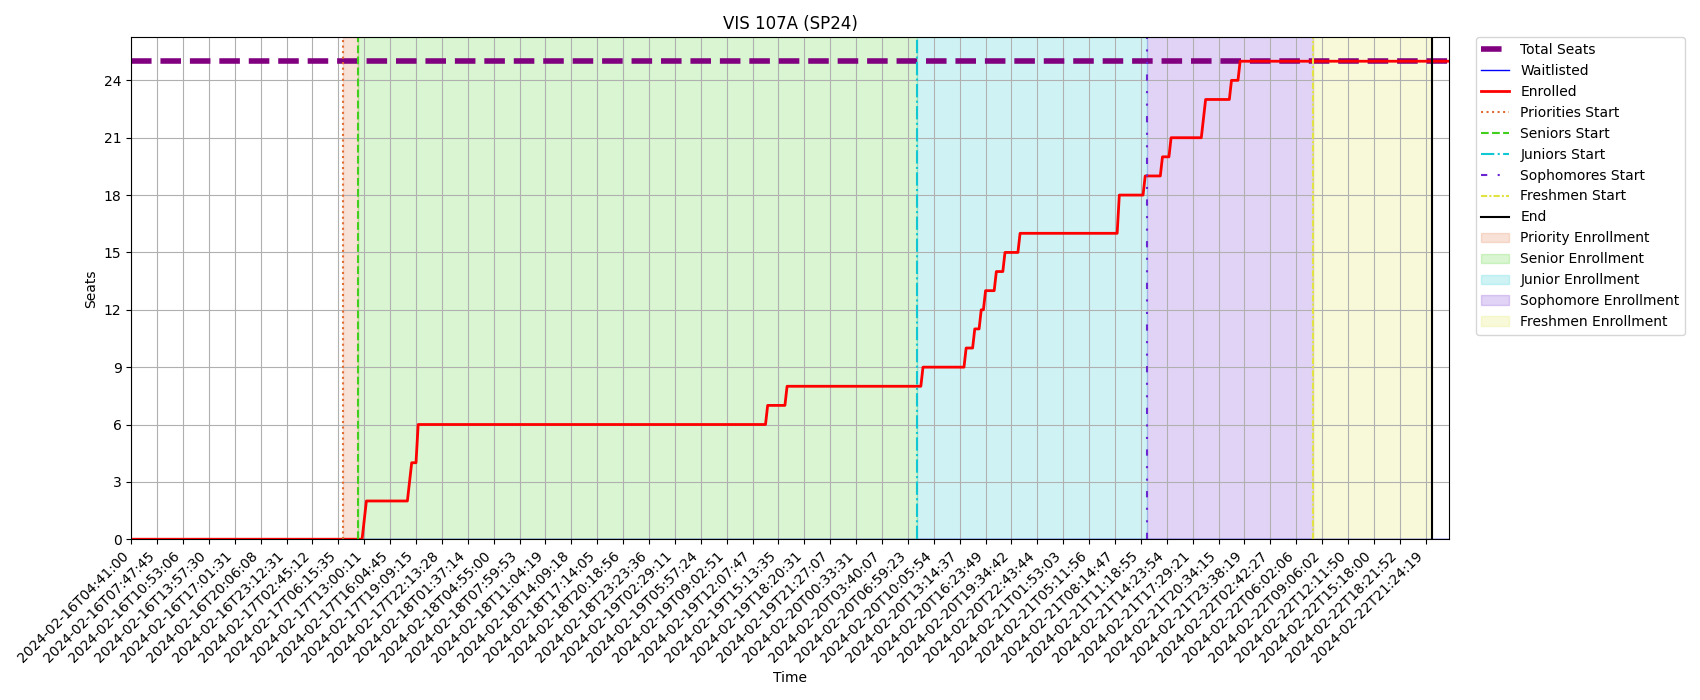 VIS 107A (SP24)
Total Seats
Waitlisted
Enrolled
Priorities Start
Seniors Start
Juniors Start
Sophomores Start
Freshmen Start
End
Priority Enrollment
Senior Enrollment
Junior Enrollment
Sophomore Enrollment
Freshmen Enrollment
Seats
24
21
18
15
12
9
6
3
0
2024-02-16T04:41:00
2024-02-16T07:47:45
2024-02-16T10:53:06
2024-02-16T13:57:30
2024-02-16T17:01:31
2024-02-16T20:06:08
2024-02-16T23:12:31
2024-02-17T02:45:12
2024-02-17T06:15:35
2024-02-17T13:00:11
2024-02-17T16:04:45
2024-02-17T19:09:15
2024-02-17T22:13:28
2024-02-18T01:37:14
2024-02-18T04:55:00
2024-02-18T07:59:53
2024-02-18T11:04:19
2024-02-18T14:09:18
2024-02-18T17:14:05
2024-02-18T20:18:56
2024-02-18T23:23:36
2024-02-19T02:29:11
2024-02-19T05:57:24
2024-02-19T09:02:51
2024-02-19T12:07:47
2024-02-19T15:13:35
2024-02-19T18:20:31
2024-02-19T21:27:07
2024-02-20T00:33:31
2024-02-20T03:40:07
2024-02-20T06:59:23
2024-02-20T10:05:54
2024-02-20T13:14:37
2024-02-20T16:23:49
2024-02-20T19:34:42
2024-02-20T22:43:44
2024-02-21T01:53:03
2024-02-21T05:11:56
2024-02-21T08:14:47
2024-02-21T11:18:55
2024-02-21T14:23:54
2024-02-21T17:29:21
2024-02-21T20:34:15
2024-02-21T23:38:19
2024-02-22T02:42:27
2024-02-22T06:02:06
2024-02-22T09:06:02
2024-02-22T12:11:50
2024-02-22T15:18:00
2024-02-22T18:21:52
2024-02-22T21:24:19
Time